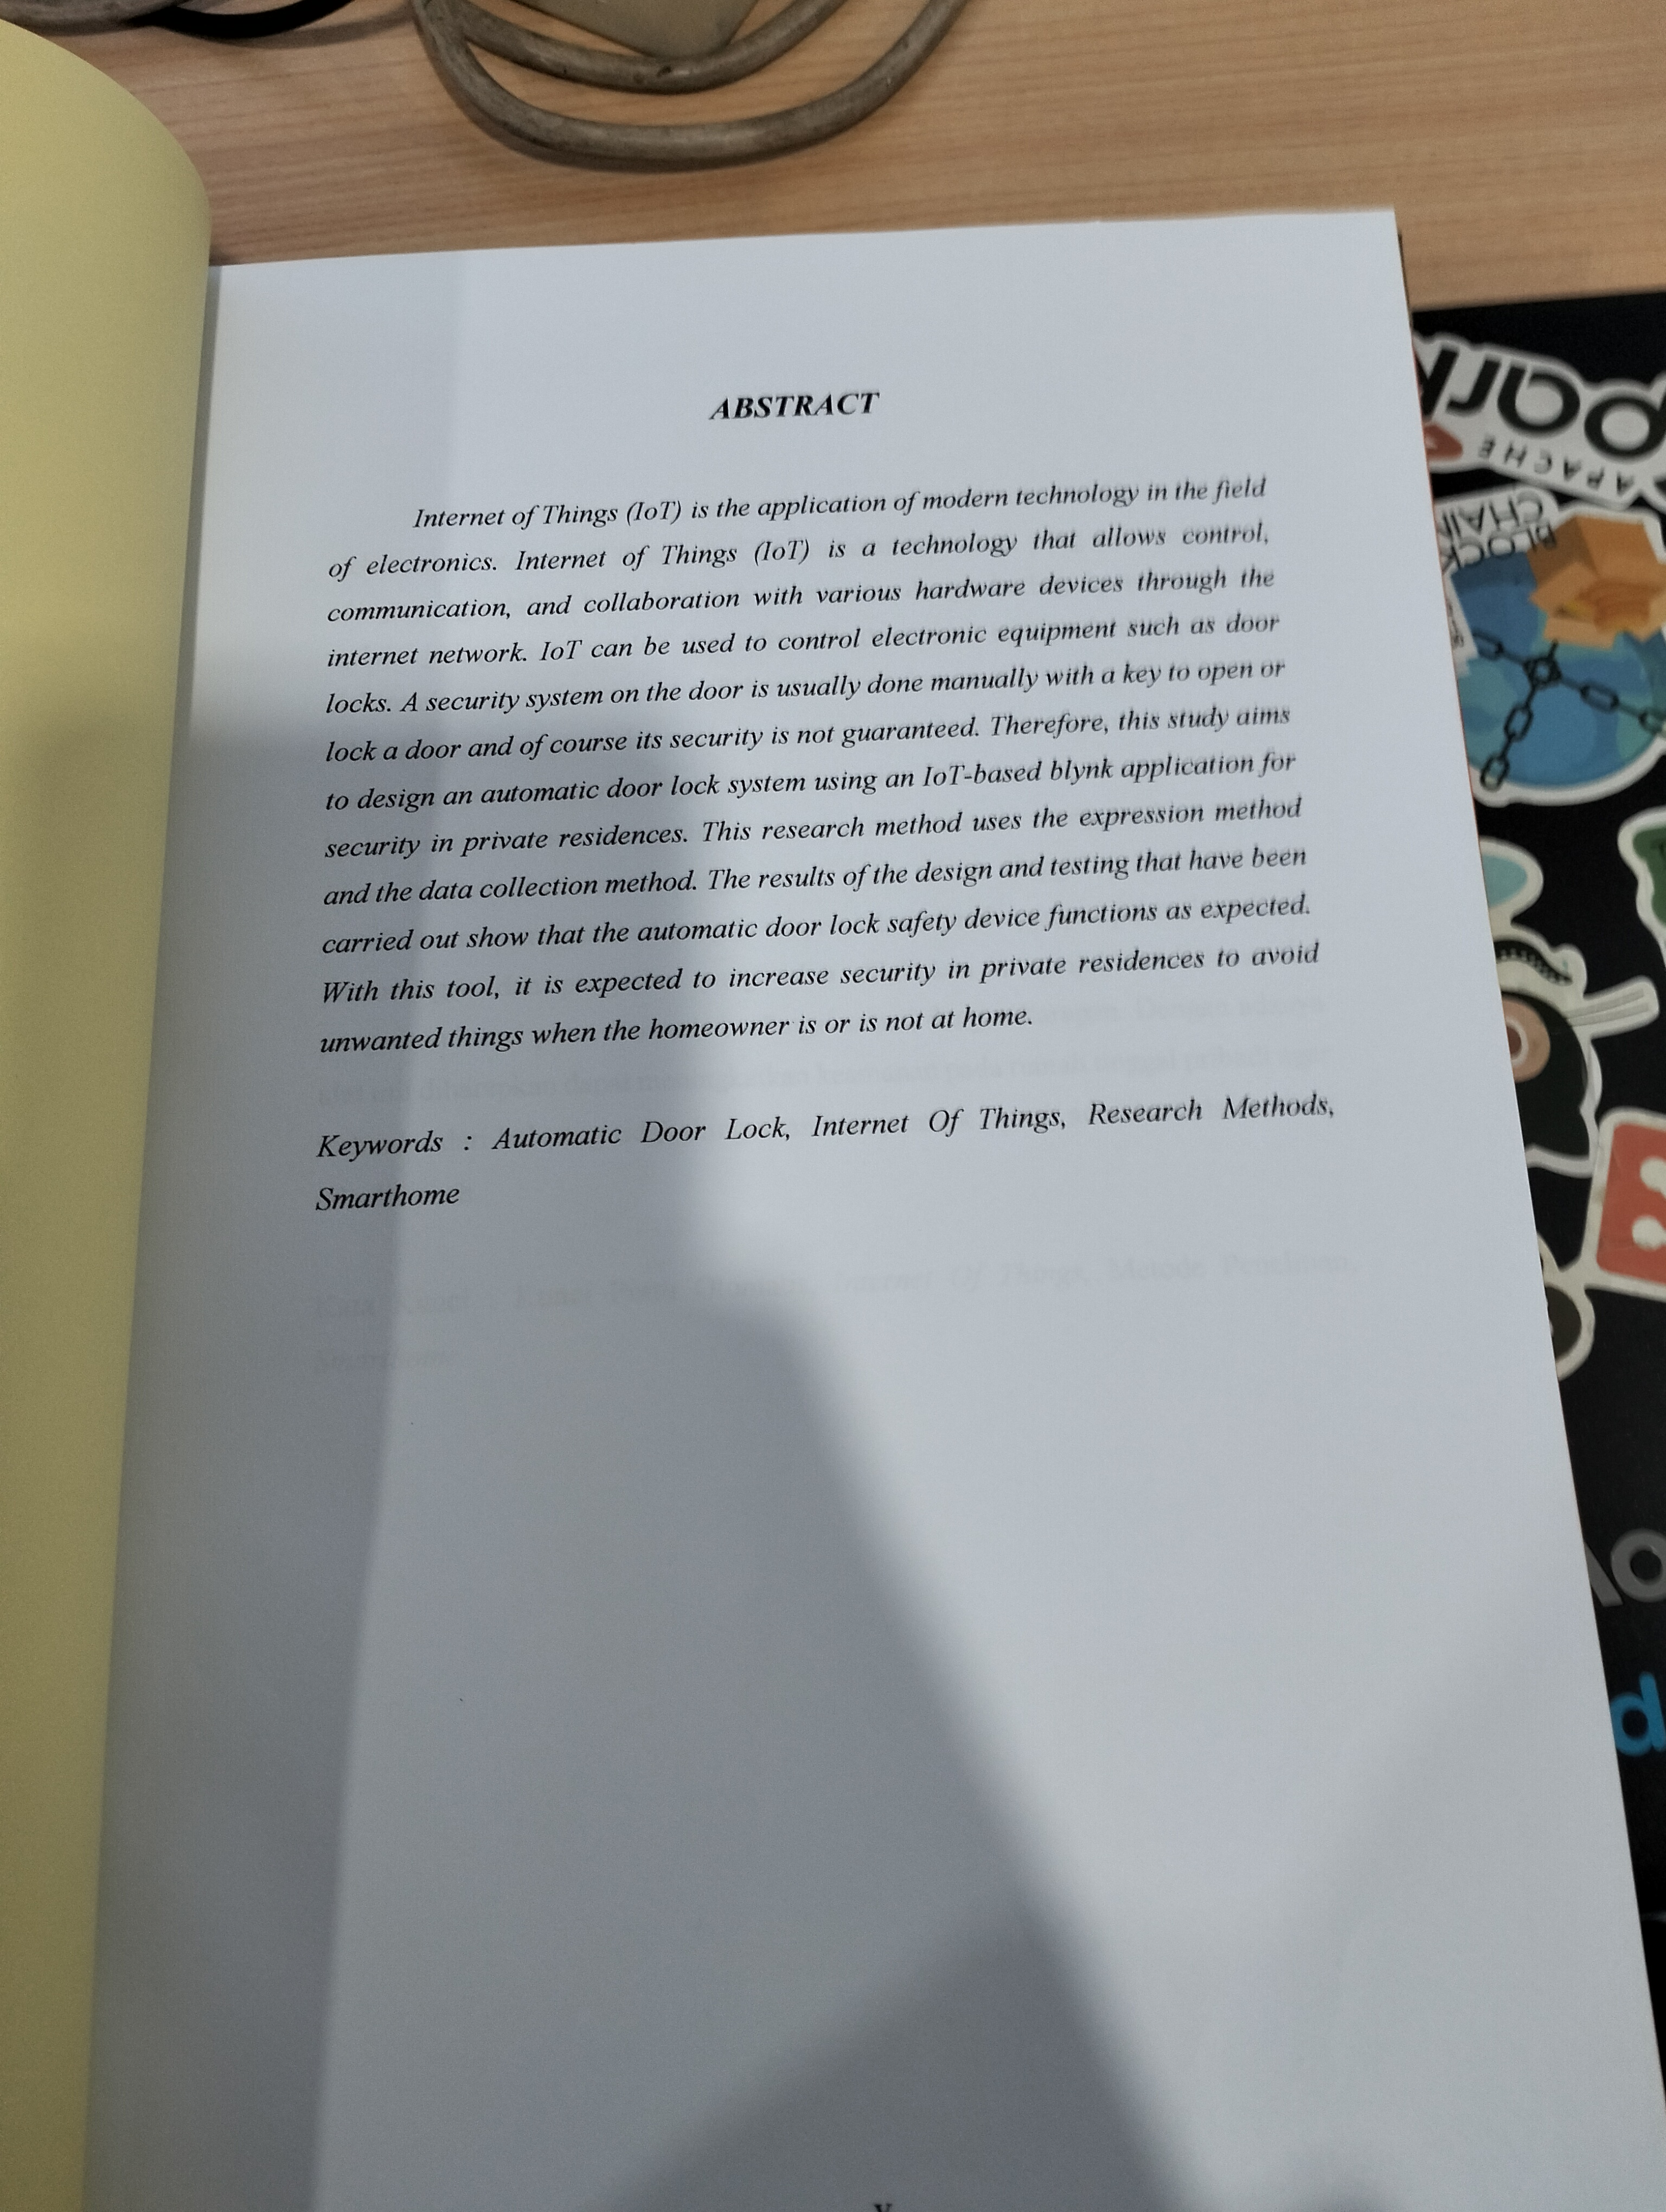 ABSTRACT
Internet of Things (IoT) is the application of modern technology in the field
of electronics. Internet of Things (IoT) is a technology that allows control,
communication, and collaboration with various hardware devices through the
internet network. IoT can be used to control electronic equipment such as door
locks. A security system on the door is usually done manually with a key to open or
lock a door and of course its security is not guaranteed. Therefore, this study aims
to design an automatic door lock system using an IoT-based blynk application for
security in private residences. This research method uses the expression method
and the data collection method. The results of the design and testing that have been
carried out show that the automatic door lock safety device functions as expected.
With this tool, it is expected to increase security in private residences to avoid
unwanted things when the homeowner is or is not at home.
Keywords : Automatic Door Lock, Internet Of Things, Research Methods,
Smarthome
v
APACHE
park
BLOCK
CHAIN
d